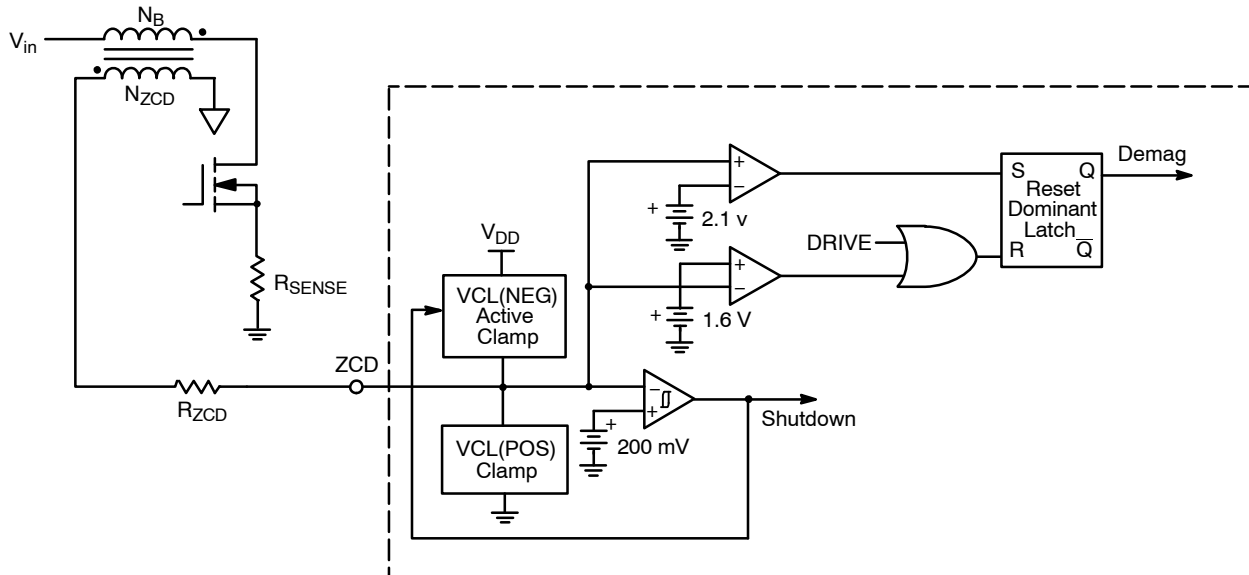 N_B
V_in
N_ZCD
R_SENSE
R_ZCD
ZCD
V_DD
VCL(NEG)
Active
Clamp
VCL(POS)
Clamp
+
−
+
2.1 v
+
−
+
1.6 V
−
+
+
200 mV
DRIVE
S Q
Reset
Dominant
Latch
R Q̅
Demag
Shutdown